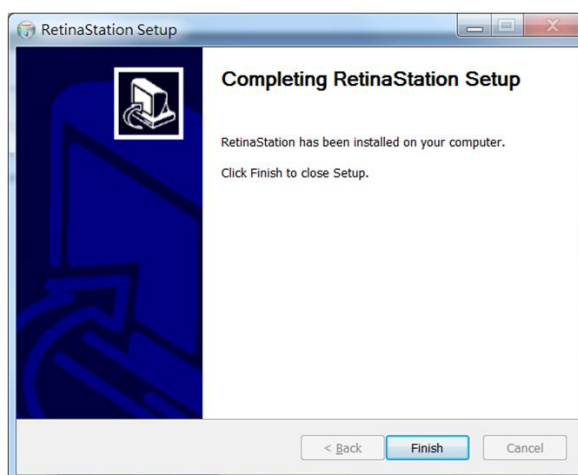 RetinaStation Setup
Completing RetinaStation Setup
RetinaStation has been installed on your computer.
Click Finish to close Setup.
< Back
Finish
Cancel